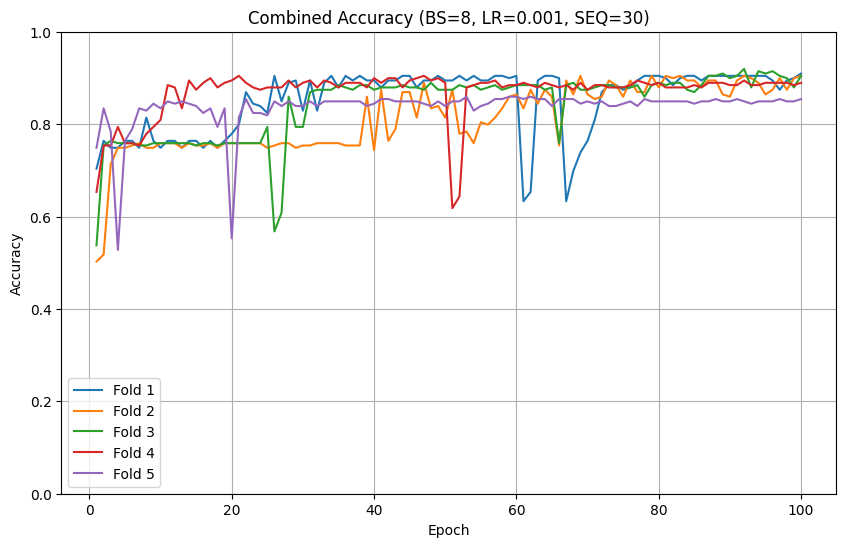 Combined Accuracy (BS=8, LR=0.001, SEQ=30)
1.0
0.8
0.6
0.4
0.2
0.0
Accuracy
Fold 1
Fold 2
Fold 3
Fold 4
Fold 5
0 20 40 60 80 100
Epoch